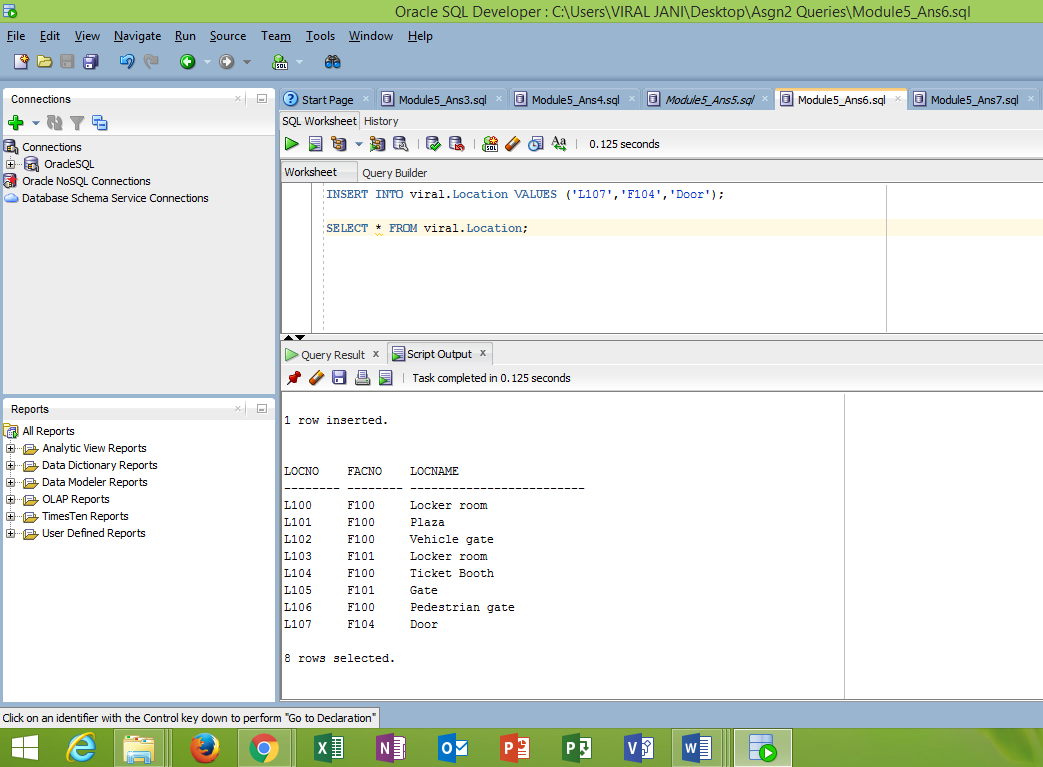 Oracle SQL Developer : C:\Users\VIRAL JANI\Desktop\Asgn2 Queries\Module5_Ans6.sql
File Edit View Navigate Run Source Team Tools Window Help
Connections
Connections
OracleSQL
Oracle NoSQL Connections
Database Schema Service Connections
Reports
All Reports
Analytic View Reports
Data Dictionary Reports
Data Modeler Reports
OLAP Reports
TimesTen Reports
User Defined Reports
Start Page Module5_Ans3.sql Module5_Ans4.sql Module5_Ans5.sql Module5_Ans6.sql Module5_Ans7.sql
SQL Worksheet History
0.125 seconds
Worksheet Query Builder
INSERT INTO viral.Location VALUES ('L107','F104','Door');
SELECT * FROM viral.Location;
Query Result x Script Output x
Task completed in 0.125 seconds
1 row inserted.
LOCNO FACNO LOCNAME
-------- -------- -------------------------
L100 F100 Locker room
L101 F100 Plaza
L102 F100 Vehicle gate
L103 F101 Locker room
L104 F100 Ticket Booth
L105 F101 Gate
L106 F100 Pedestrian gate
L107 F104 Door
8 rows selected.
Click on an identifier with the Control key down to perform "Go to Declaration"